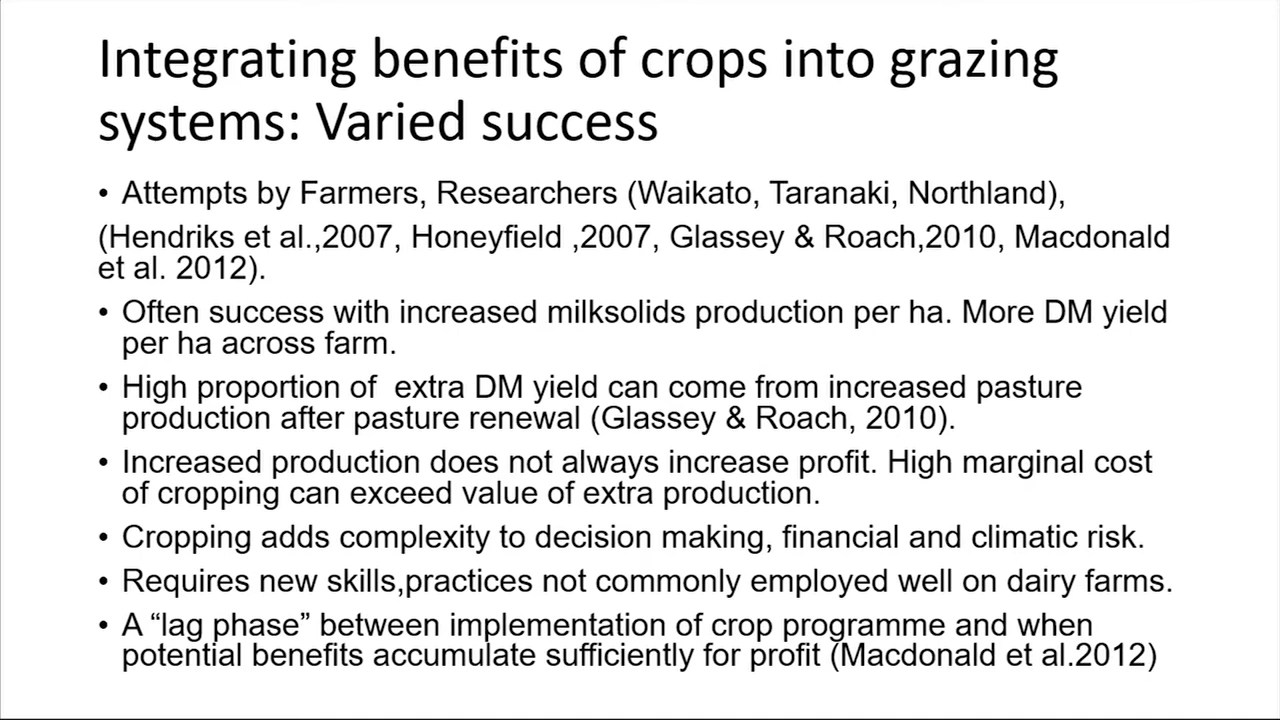 Integrating benefits of crops into grazing
systems: Varied success
• Attempts by Farmers, Researchers (Waikato, Taranaki, Northland),
(Hendriks et al.,2007, Honeyfield ,2007, Glassey & Roach,2010, Macdonald
et al. 2012).
• Often success with increased milksolids production per ha. More DM yield
per ha across farm.
• High proportion of  extra DM yield can come from increased pasture
production after pasture renewal (Glassey & Roach, 2010).
• Increased production does not always increase profit. High marginal cost
of cropping can exceed value of extra production.
• Cropping adds complexity to decision making, financial and climatic risk.
• Requires new skills,practices not commonly employed well on dairy farms.
• A “lag phase” between implementation of crop programme and when
potential benefits accumulate sufficiently for profit (Macdonald et al.2012)